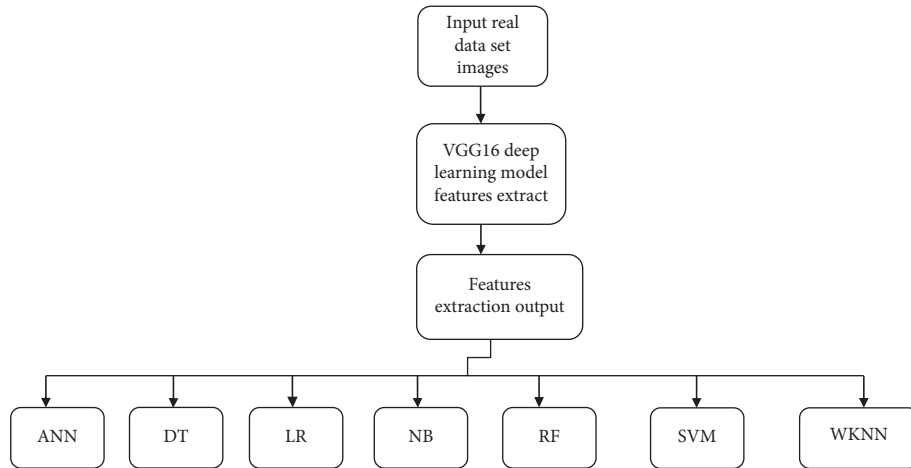 Input real
data set
images
VGG16 deep
learning model
features extract
Features
extraction output
ANN
DT
LR
NB
RF
SVM
WKNN